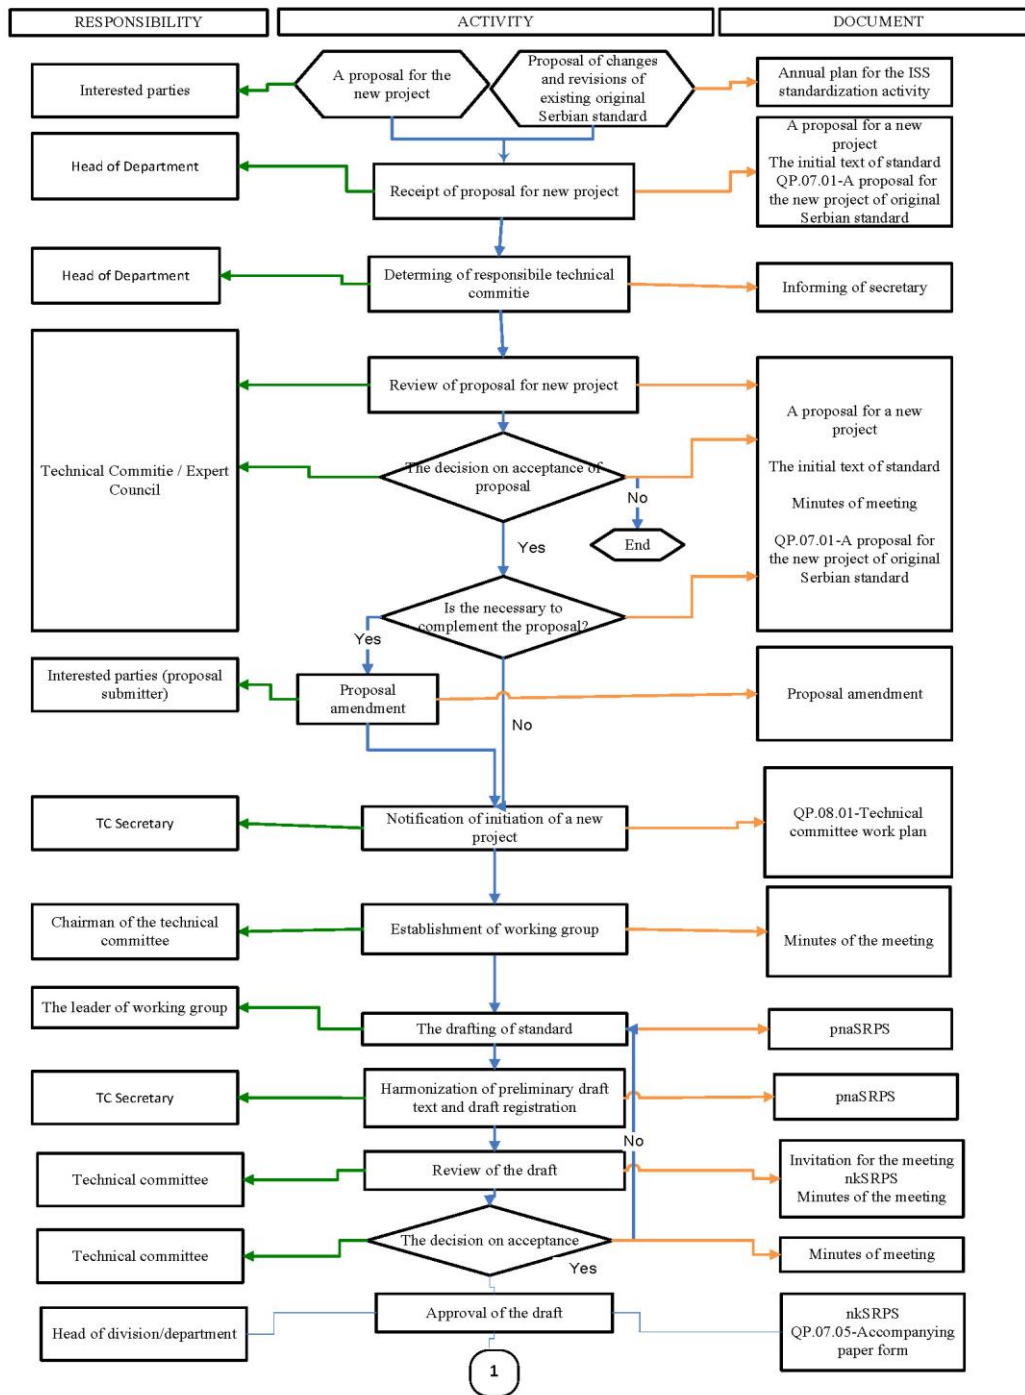 RESPONSIBILITY
ACTIVITY
DOCUMENT
Interested parties
A proposal for the
new project
Proposal of changes
and revisions of
existing original
Serbian standard
Annual plan for the ISS
standardization activity
Head of Department
Receipt of proposal for new project
A proposal for a new
project
The initial text of standard
QP.07.01-A proposal for
the new project of original
Serbian standard
Head of Department
Determing of responsibile technical
commitie
Informing of secretary
Technical Commitie / Expert
Council
Review of proposal for new project
The decision on acceptance of
proposal
No
End
Yes
A proposal for a new
project
The initial text of standard
Minutes of meeting
QP.07.01-A proposal for
the new project of original
Serbian standard
Is the necessary to
complement the proposal?
Yes
Interested parties (proposal
submitter)
Proposal
amendment
No
Proposal amendment
TC Secretary
Notification of initiation of a new
project
QP.08.01-Technical
committee work plan
Chairman of the technical
committee
Establishment of working group
Minutes of the meeting
The leader of working group
The drafting of standard
pnaSRPS
TC Secretary
Harmonization of preliminary draft
text and draft registration
pnaSRPS
No
Technical committee
Review of the draft
Invitation for the meeting
nkSRPS
Minutes of the meeting
Technical committee
The decision on acceptance
Yes
Minutes of meeting
Head of division/department
Approval of the draft
nkSRPS
QP.07.05-Accompanying
paper form
1